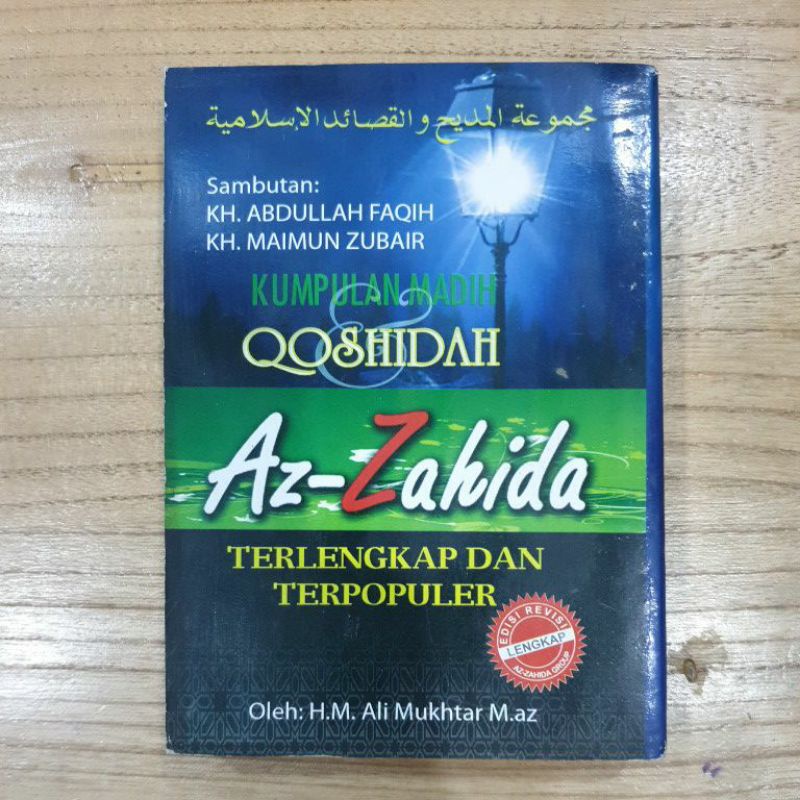 مجموعة المديح و القصائد الإسلامية
Sambutan:
KH. ABDULLAH FAQIH
KH. MAIMUN ZUBAIR
KUMPULAN MADIH
&
QOSHIDAH
Az-Zahida
TERLENGKAP DAN
TERPOPULER
EDISI REVISI
LENGKAP
AZ-ZAHIDA GROUP
Oleh: H.M. Ali Mukhtar M.az